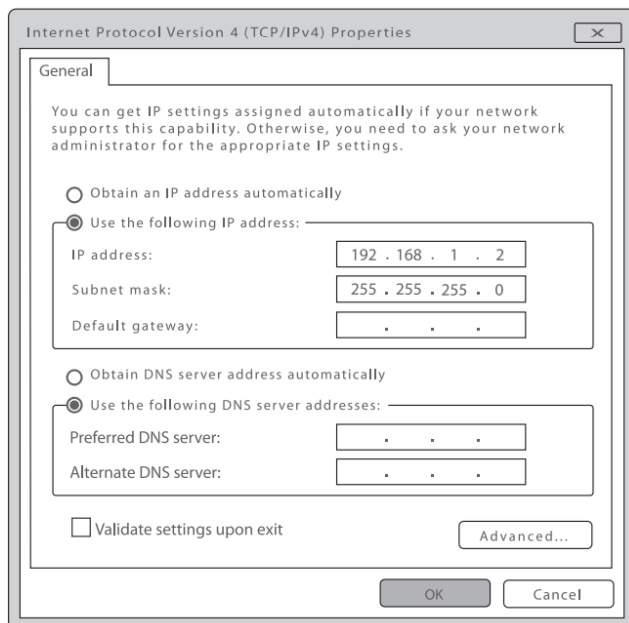 Internet Protocol Version 4 (TCP/IPv4) Properties
General
You can get IP settings assigned automatically if your network
supports this capability. Otherwise, you need to ask your network
administrator for the appropriate IP settings.
Obtain an IP address automatically
Use the following IP address:
IP address: 192 . 168 . 1 . 2
Subnet mask: 255 . 255 . 255 . 0
Default gateway: . . .
Obtain DNS server address automatically
Use the following DNS server addresses:
Preferred DNS server: . . .
Alternate DNS server: . . .
Validate settings upon exit
Advanced...
OK Cancel